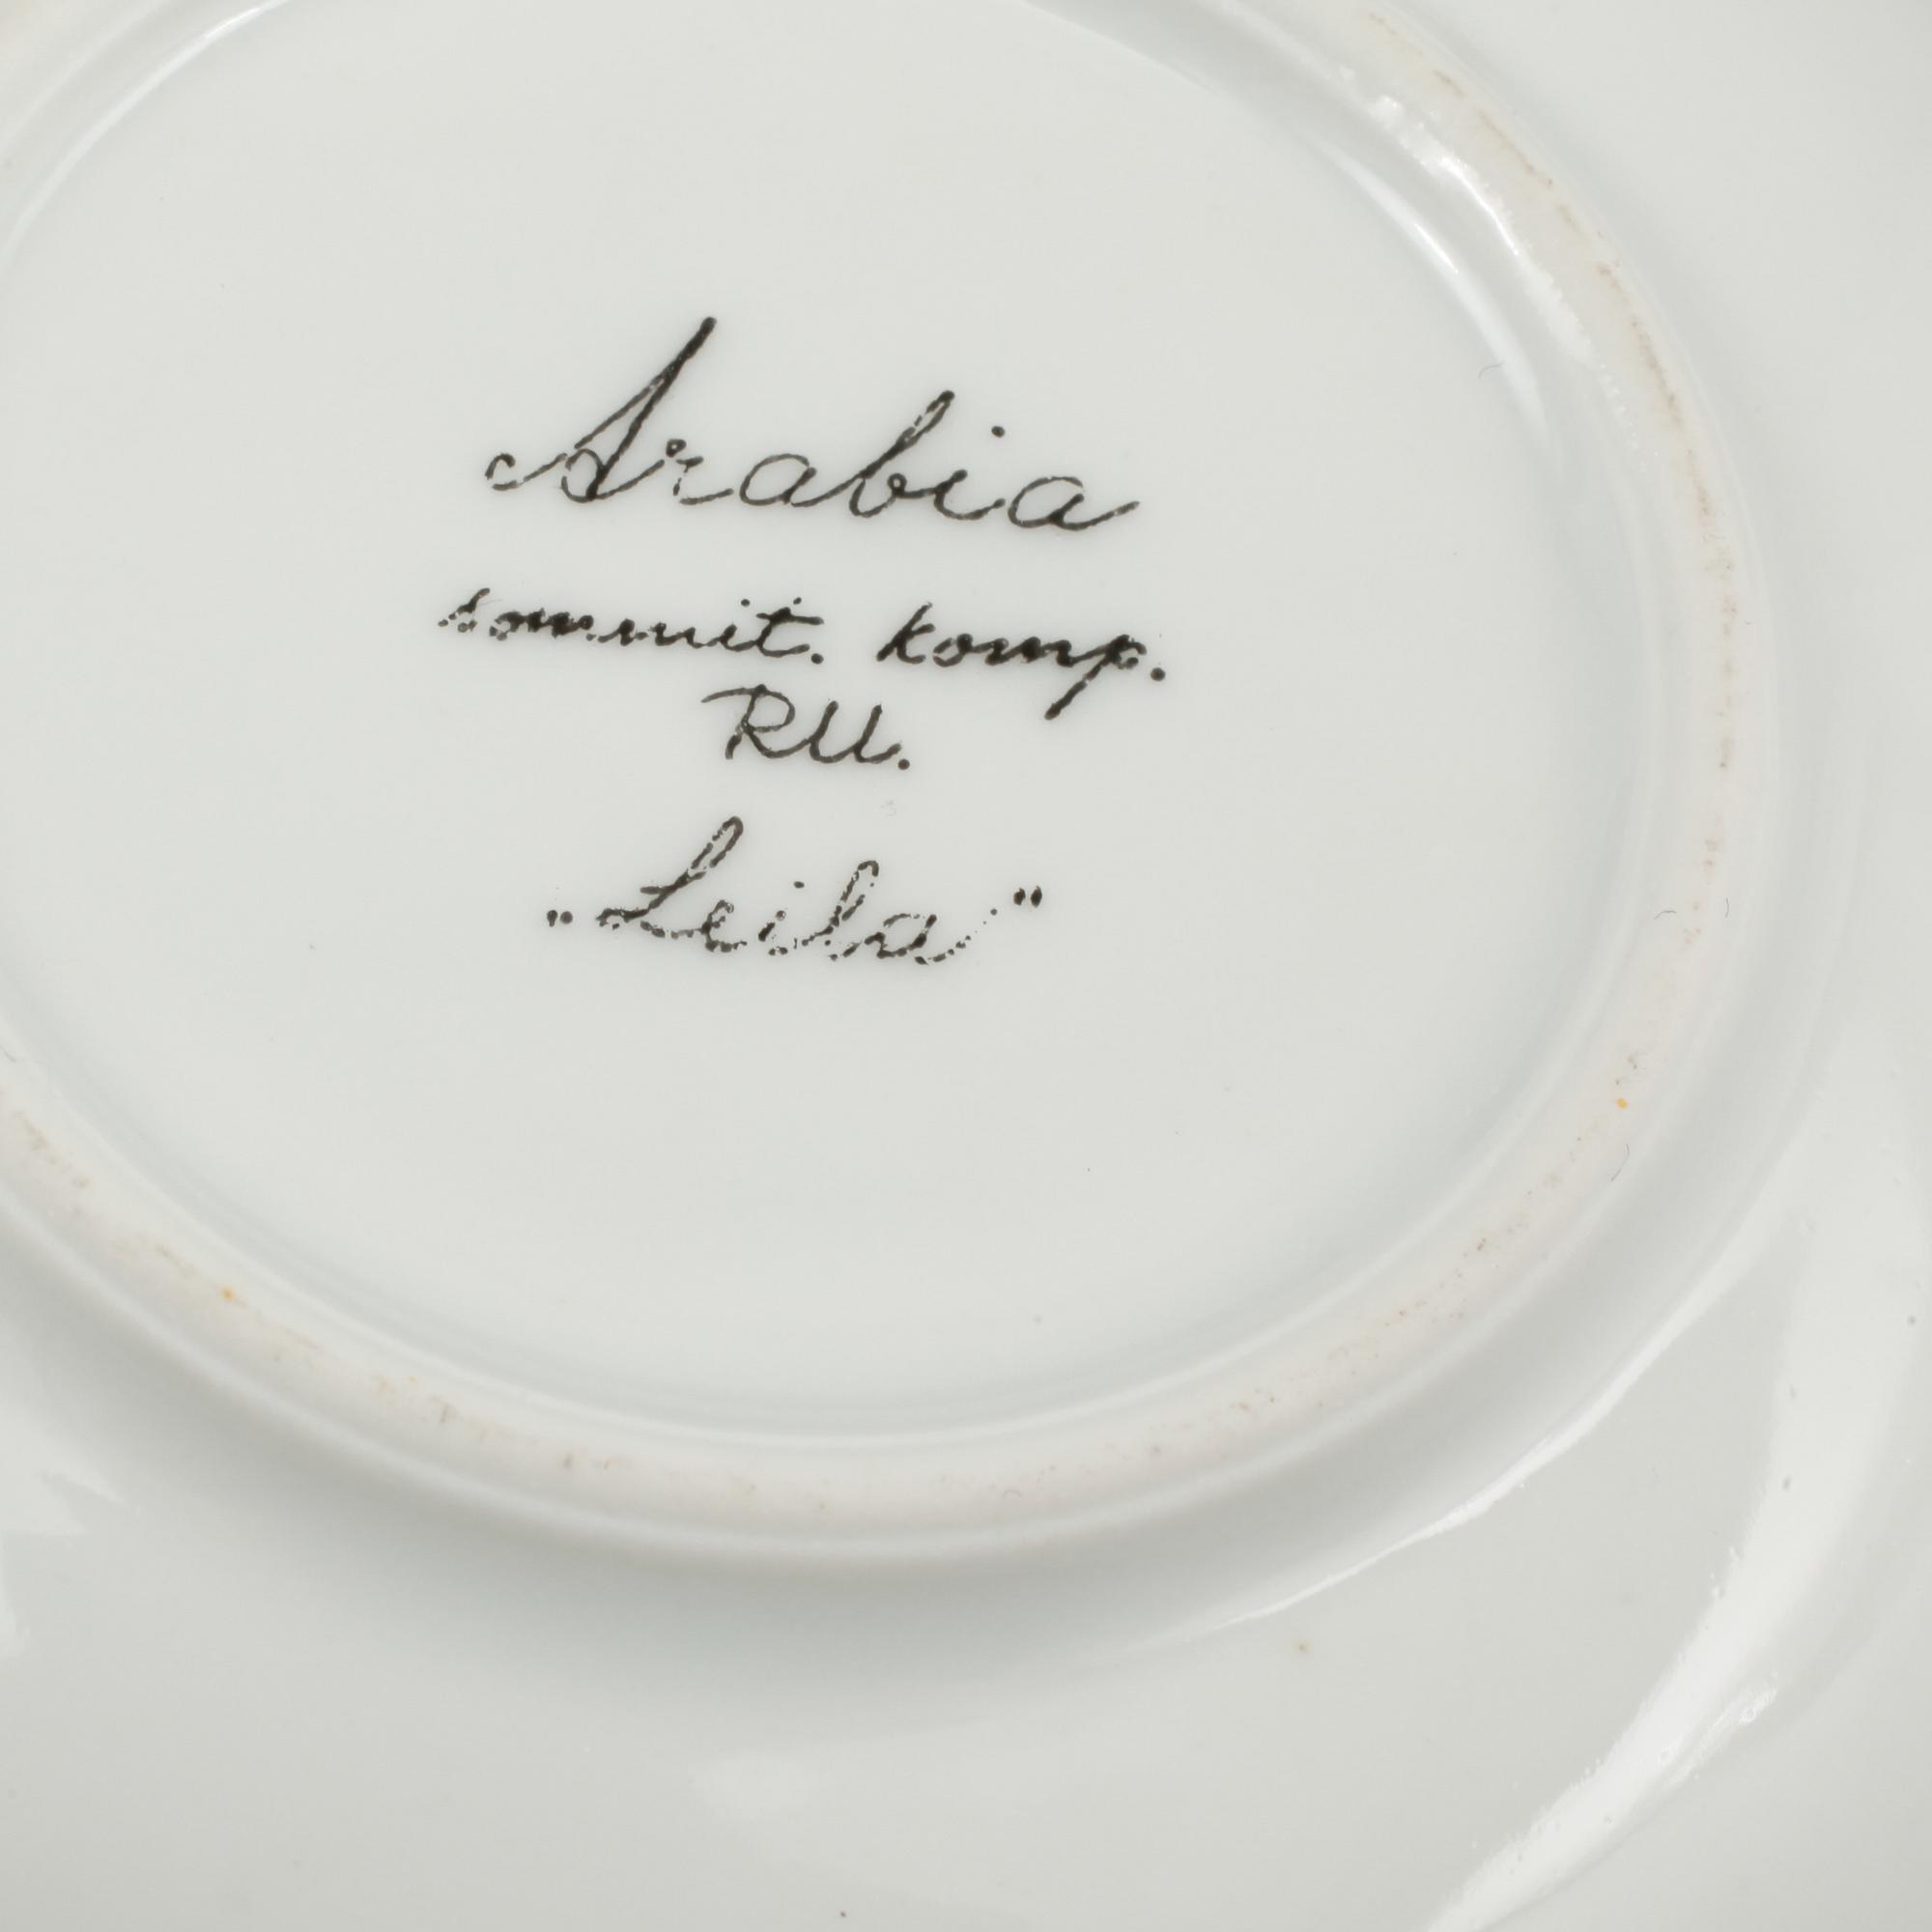 Arabia
sommit. komp.
RU.
„Leila"